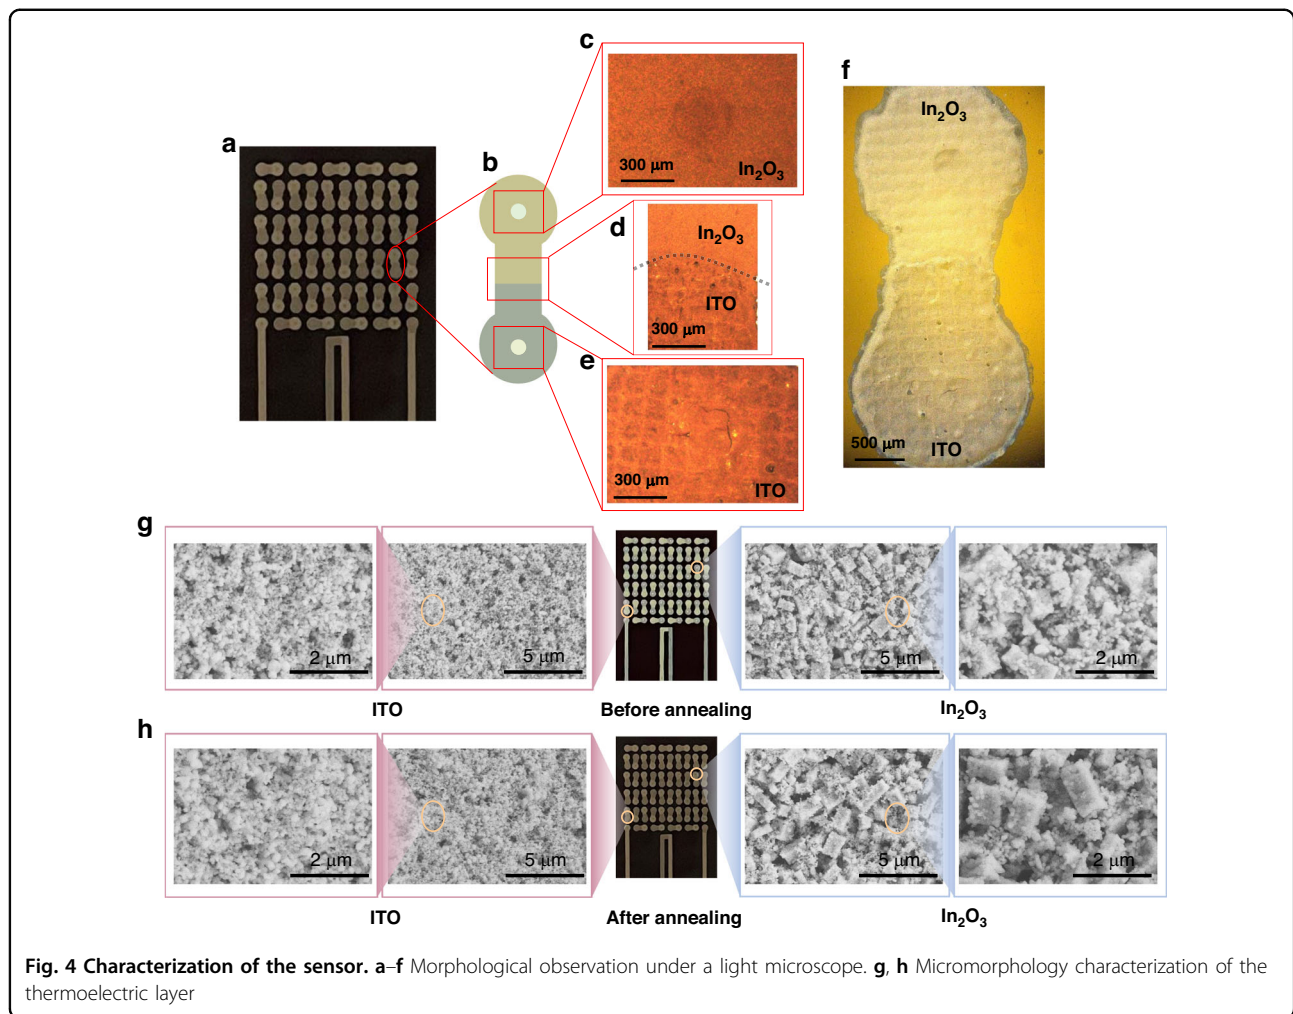 a
b
c
300 μm
In₂O₃
d
In₂O₃
ITO
300 μm
e
300 μm
ITO
f
In₂O₃
500 μm
ITO
g
2 μm
5 μm
5 μm
2 μm
ITO
Before annealing
In₂O₃
h
2 μm
5 μm
5 μm
2 μm
ITO
After annealing
In₂O₃
Fig. 4 Characterization of the sensor. a–f Morphological observation under a light microscope. g, h Micromorphology characterization of the
thermoelectric layer